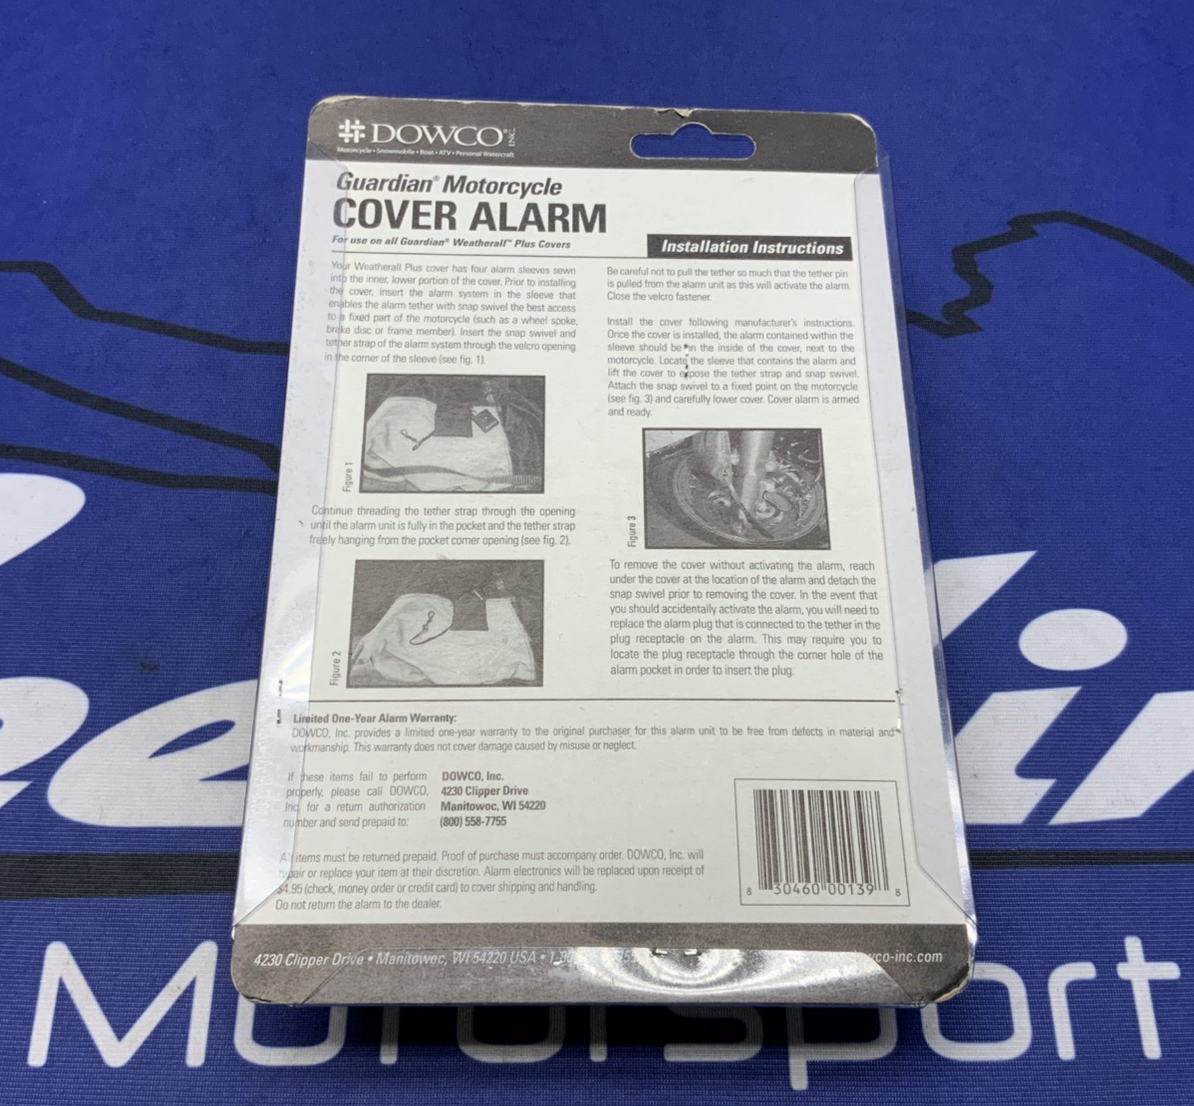 DOWCO® INC.
Motorcycle • Snowmobile • Boat • ATV • Personal Watercraft
Guardian® Motorcycle
COVER ALARM
For use on all Guardian® Weatherall™ Plus Covers
Installation Instructions
Your Weatherall Plus cover has four alarm sleeves sewn
into the inner, lower portion of the cover. Prior to installing
the cover, insert the alarm system in the sleeve that
enables the alarm tether with snap swivel the best access
to a fixed part of the motorcycle (such as a wheel spoke,
brake disc or frame member). Insert the snap swivel and
tether strap of the alarm system through the velcro opening
in the corner of the sleeve (see fig. 1).
Figure 1
Continue threading the tether strap through the opening
until the alarm unit is fully in the pocket and the tether strap
freely hanging from the pocket corner opening (see fig. 2).
Figure 2
Be careful not to pull the tether so much that the tether pin
is pulled from the alarm unit as this will activate the alarm.
Close the velcro fastener.
Install the cover following manufacturer's instructions.
Once the cover is installed, the alarm contained within the
sleeve should be on the inside of the cover, next to the
motorcycle. Locate the sleeve that contains the alarm and
lift the cover to expose the tether strap and snap swivel.
Attach the snap swivel to a fixed point on the motorcycle
(see fig. 3) and carefully lower cover. Cover alarm is armed
and ready.
Figure 3
To remove the cover without activating the alarm, reach
under the cover at the location of the alarm and detach the
snap swivel prior to removing the cover. In the event that
you should accidentally activate the alarm, you will need to
replace the alarm plug that is connected to the tether in the
plug receptacle on the alarm. This may require you to
locate the plug receptacle through the corner hole of the
alarm pocket in order to insert the plug.
Limited One-Year Alarm Warranty:
DOWCO, Inc. provides a limited one-year warranty to the original purchaser for this alarm unit to be free from defects in material and
workmanship. This warranty does not cover damage caused by misuse or neglect.
If these items fail to perform
properly, please call DOWCO,
Inc. for a return authorization
number and send prepaid to:
DOWCO, Inc.
4230 Clipper Drive
Manitowoc, WI 54220
(800) 558-7755
All items must be returned prepaid. Proof of purchase must accompany order. DOWCO, Inc. will
repair or replace your item at their discretion. Alarm electronics will be replaced upon receipt of
$4.95 (check, money order or credit card) to cover shipping and handling.
Do not return the alarm to the dealer.
8 30460 00139 8
4230 Clipper Drive • Manitowoc, WI 54220 USA •
Motorsport